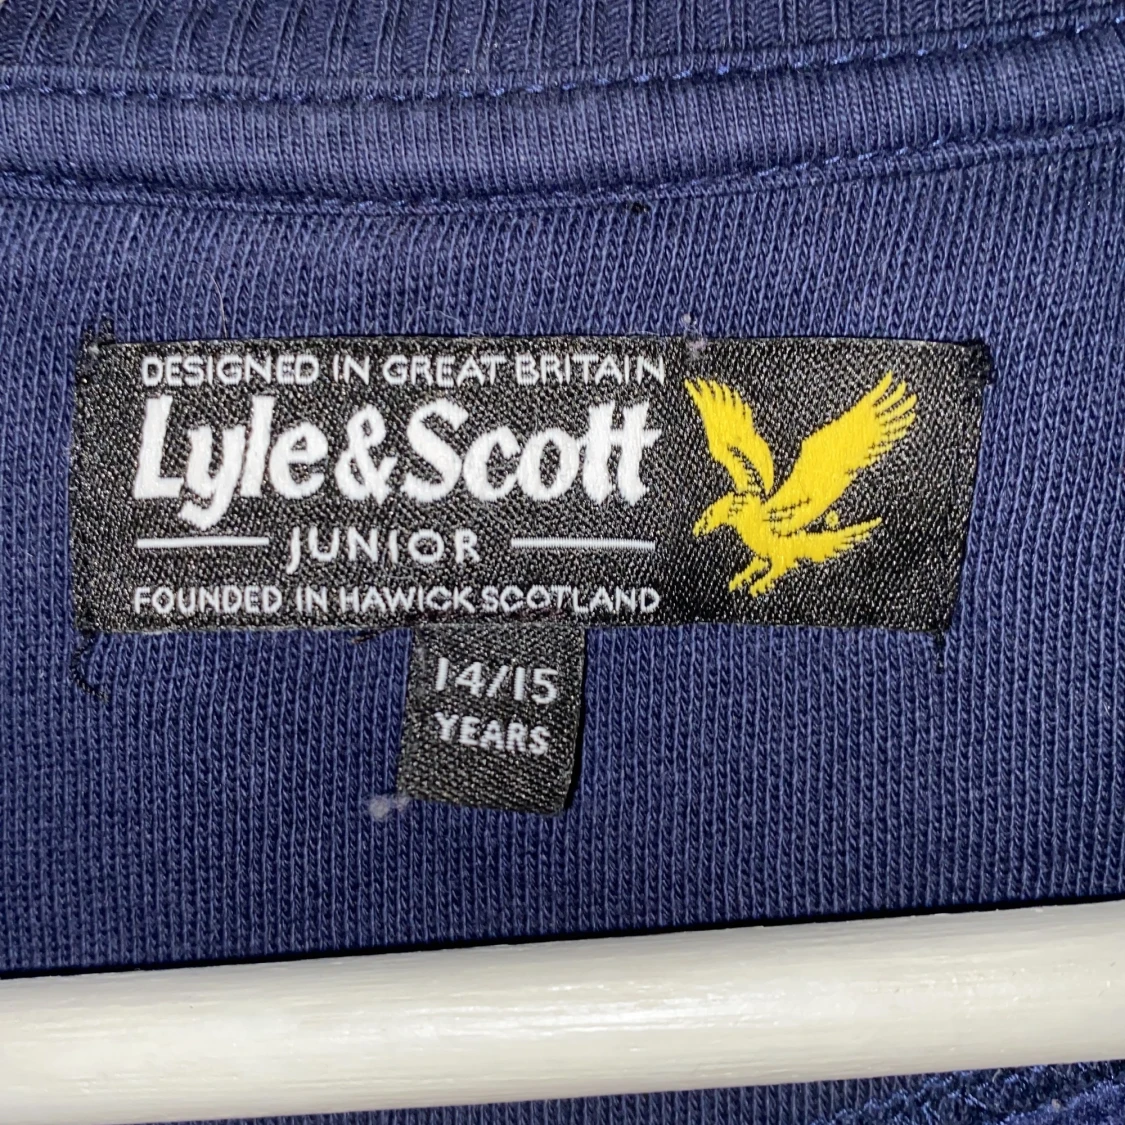 DESIGNED IN GREAT BRITAIN
Lyle&Scott
JUNIOR
FOUNDED IN HAWICK SCOTLAND
14/15
YEARS